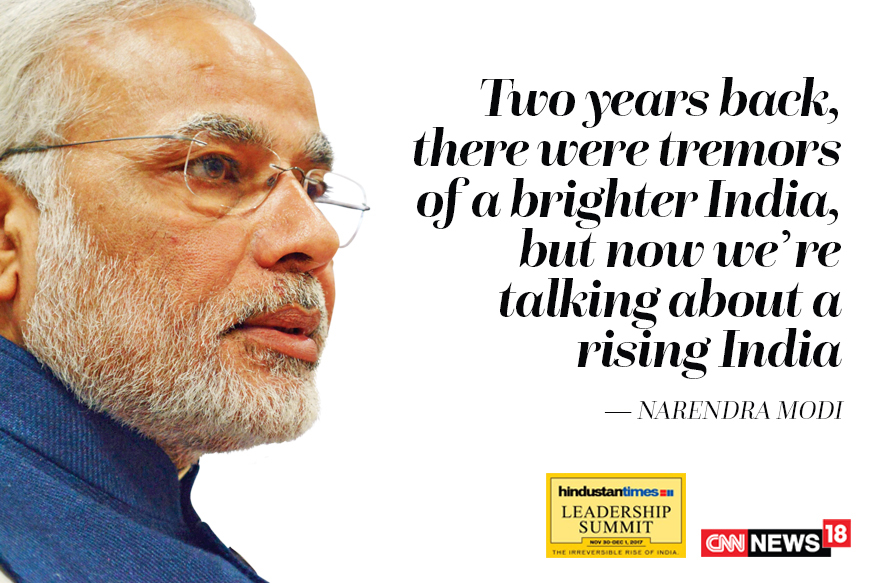 Two years back,
there were tremors
of a brighter India,
but now we're
talking about a
rising India
— NARENDRA MODI
hindustantimes
LEADERSHIP
SUMMIT
NOV 30-DEC 1, 2017
THE IRREVERSIBLE RISE OF INDIA.
CNN NEWS 18